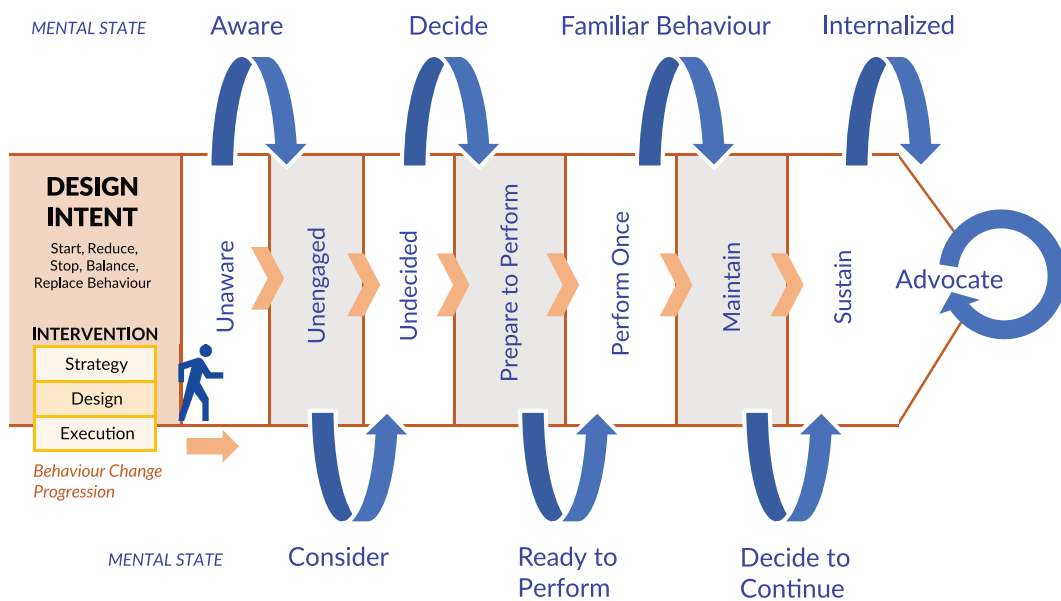 MENTAL STATE
Aware
Decide
Familiar Behaviour
Internalized
DESIGN
INTENT
Start, Reduce,
Stop, Balance,
Replace Behaviour
INTERVENTION
Strategy
Design
Execution
Behaviour Change
Progression
Unaware
Unengaged
Undecided
Prepare to Perform
Perform Once
Maintain
Sustain
Advocate
MENTAL STATE
Consider
Ready to
Perform
Decide to
Continue